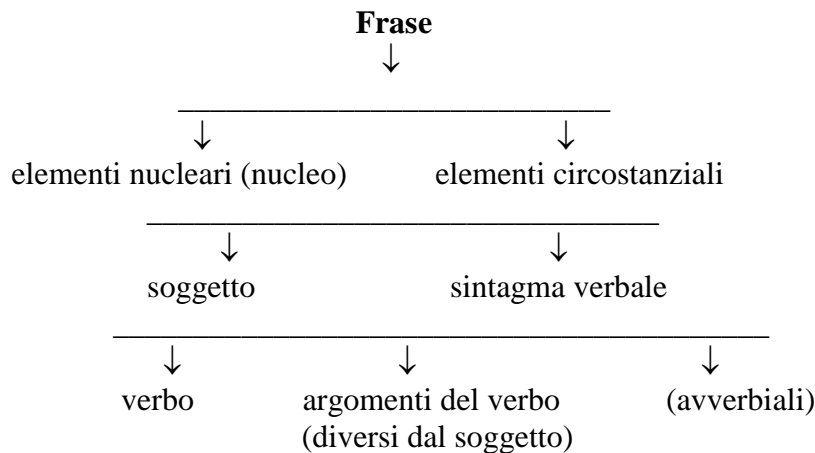 Frase
↓
↓ ↓
elementi nucleari (nucleo) elementi circostanziali
↓ ↓
soggetto sintagma verbale
↓ ↓ ↓
verbo argomenti del verbo (avverbiali)
(diversi dal soggetto)